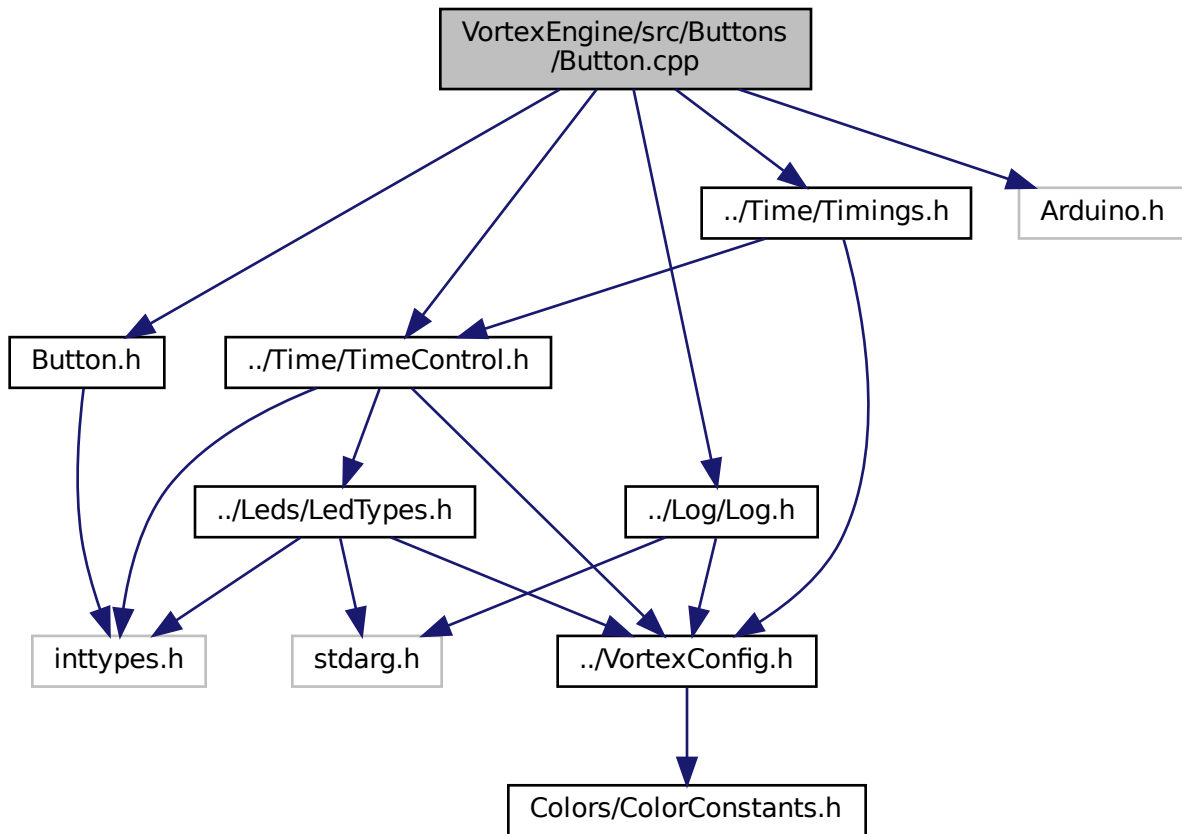 VortexEngine/src/Buttons
/Button.cpp
../Time/Timings.h
Arduino.h
Button.h
../Time/TimeControl.h
../Leds/LedTypes.h
../Log/Log.h
inttypes.h
stdarg.h
../VortexConfig.h
Colors/ColorConstants.h